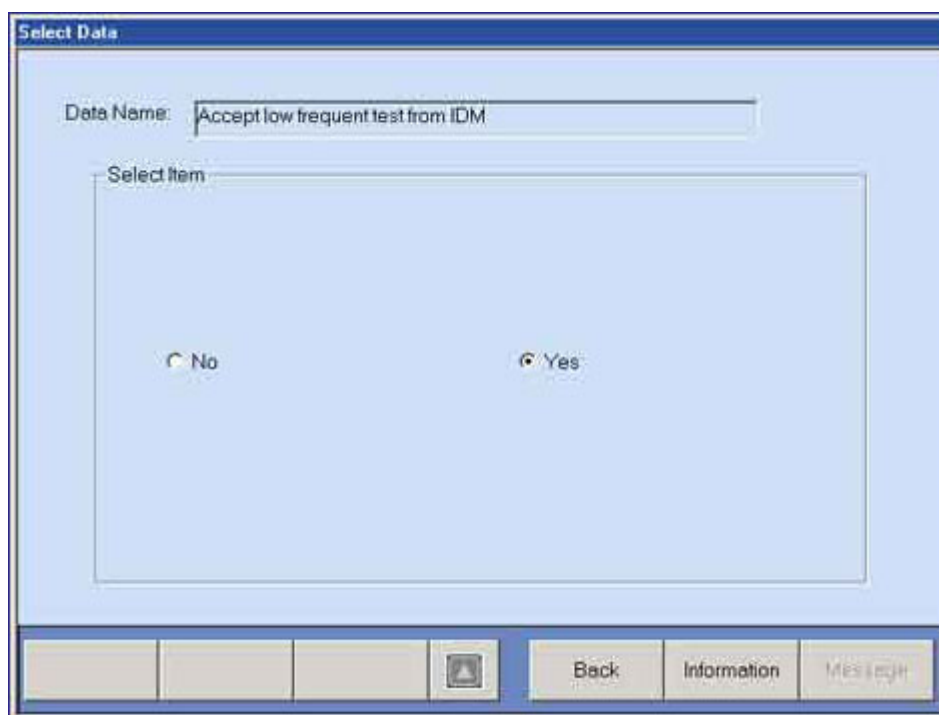 Select Data
Data Name: Accept low frequent test from IDM
Select Item
No Yes
Back Information Message